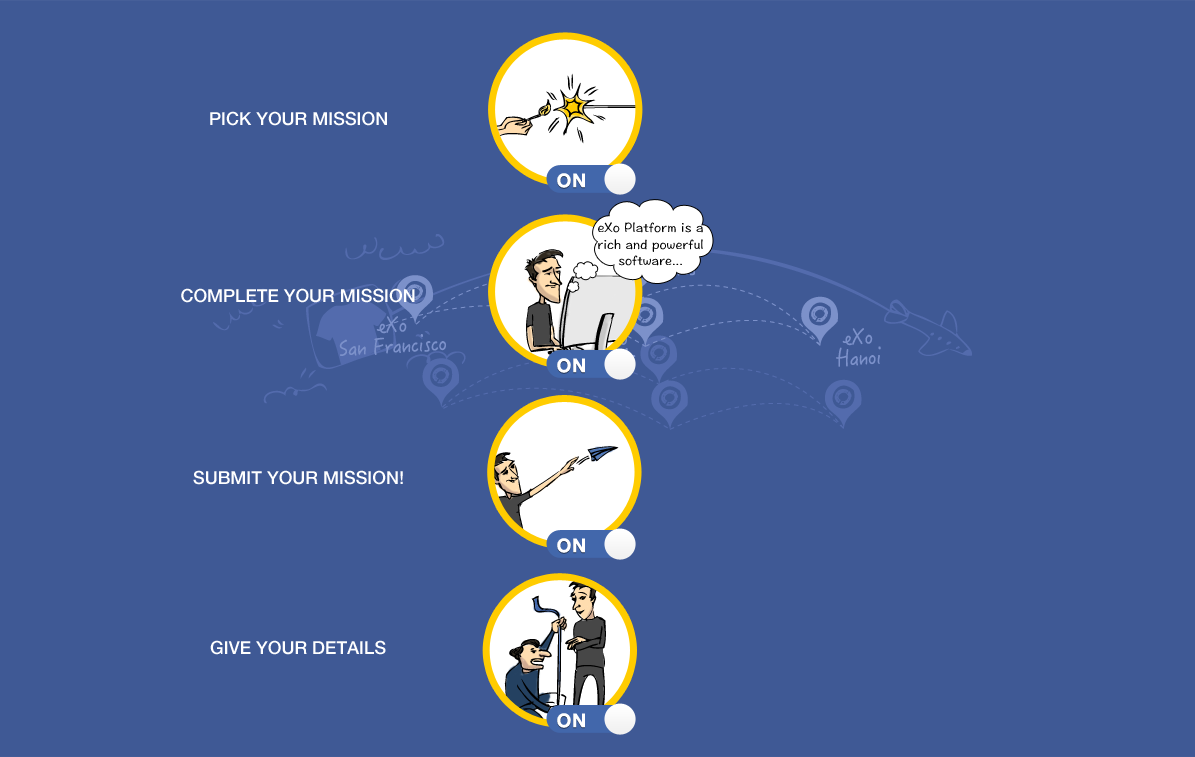 PICK YOUR MISSION
ON
eXo Platform is a
rich and powerful
software...
COMPLETE YOUR MISSION
eXo
San Francisco
eXo
Hanoi
ON
SUBMIT YOUR MISSION!
ON
GIVE YOUR DETAILS
ON